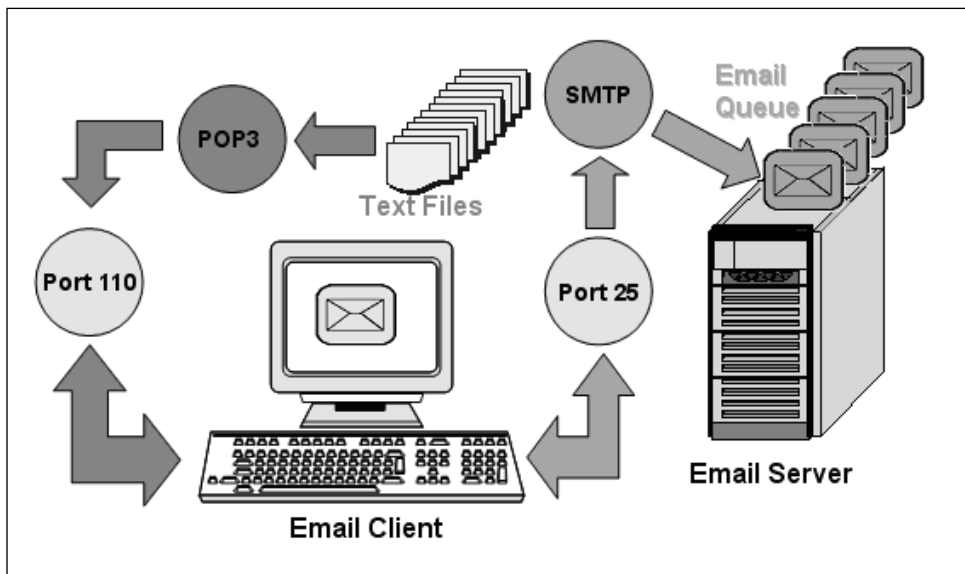 Email
Queue
SMTP
POP3
Text Files
Port 110
Port 25
Email Server
Email Client